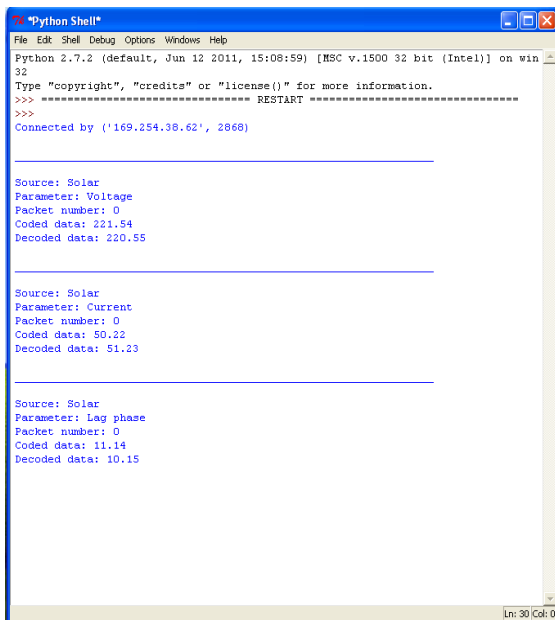 *Python Shell*
File Edit Shell Debug Options Windows Help
Python 2.7.2 (default, Jun 12 2011, 15:08:59) [MSC v.1500 32 bit (Intel)] on win
32
Type "copyright", "credits" or "license()" for more information.
>>> ================================ RESTART ================================
>>>
Connected by ('169.254.38.62', 2868)
Source: Solar
Parameter: Voltage
Packet number: 0
Coded data: 221.54
Decoded data: 220.55
Source: Solar
Parameter: Current
Packet number: 0
Coded data: 50.22
Decoded data: 51.23
Source: Solar
Parameter: Lag phase
Packet number: 0
Coded data: 11.14
Decoded data: 10.15
Ln: 30 Col: 0